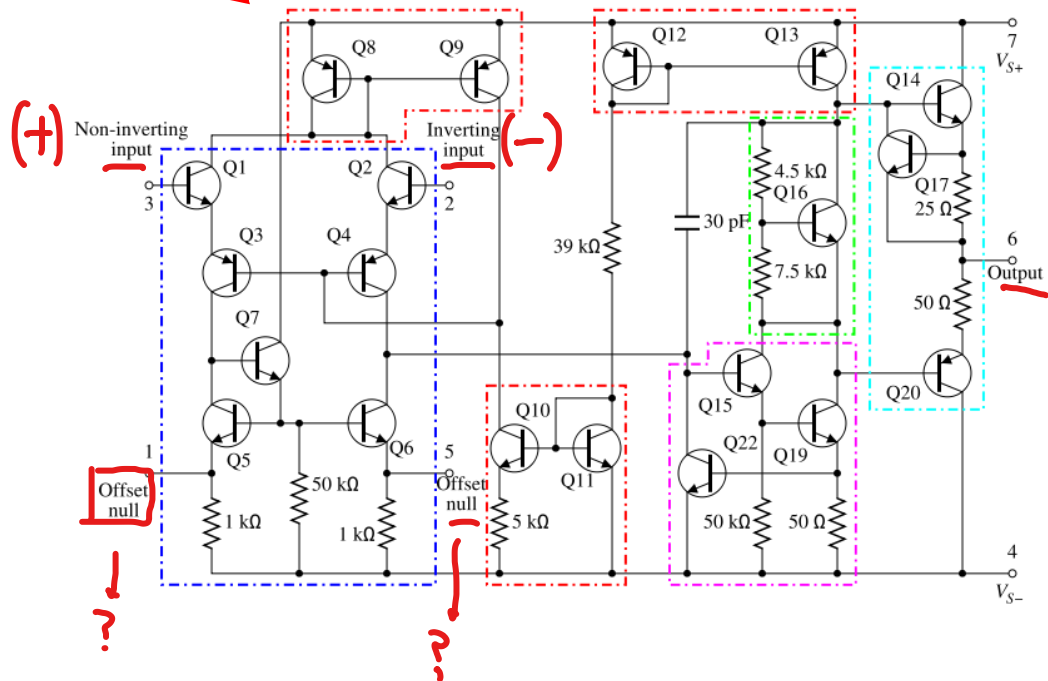 Q8
Q9
Q12
Q13
7
V_S+
Q14
(+)
Non-inverting
input
Inverting
input
(-)
Q1
Q2
3
2
4.5 kΩ
Q16
Q17
25 Ω
30 pF
Q3
Q4
39 kΩ
7.5 kΩ
6
Output
50 Ω
Q7
Q15
Q20
Q10
Q22
1
Q5
Q6
5
Q11
Q19
Offset
null
Offset
null
50 kΩ
1 kΩ
1 kΩ
5 kΩ
50 kΩ
50 Ω
4
V_S−
?
?